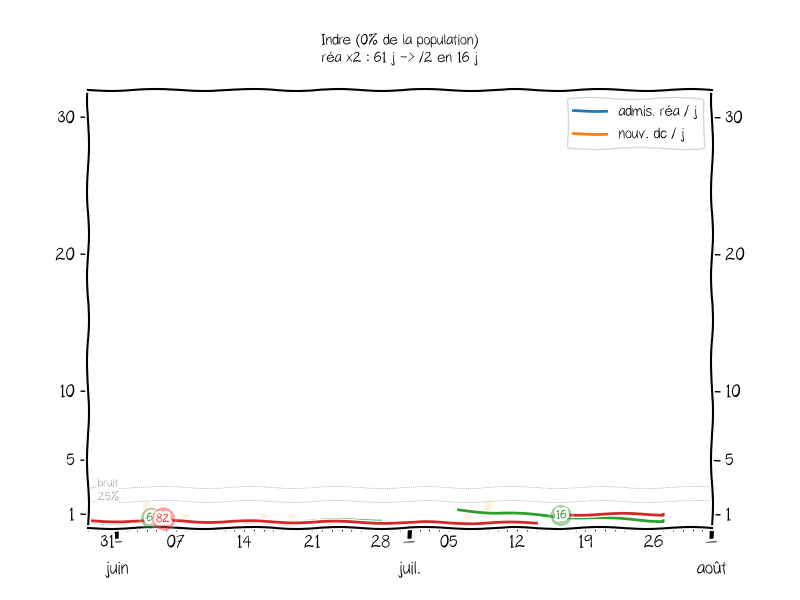 Indre (0% de la population)
réa x2 : 61 j -> /2 en 16 j
admis. réa / j
nouv. dc / j
30
30
20
20
10
10
5
5
bruit
25%
1
1
82
16
31
07
14
21
28
05
12
19
26
juin
juil.
août